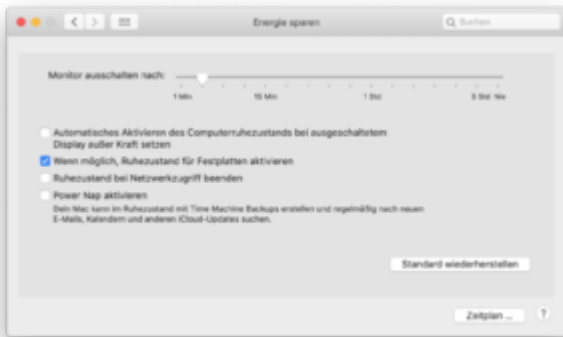 Energie sparen
Suchen
Monitor ausschalten nach:
1 Min 15 Min 1 Std 3 Std Nie
Automatisches Aktivieren des Computerruhezustands bei ausgeschaltetem
Display außer Kraft setzen
Wenn möglich, Ruhezustand für Festplatten aktivieren
Ruhezustand bei Netzwerkzugriff beenden
Power Nap aktivieren
Dein Mac kann im Ruhezustand mit Time Machine Backups erstellen und regelmäßig nach neuen
E-Mails, Kalendern und anderen iCloud-Updates suchen.
Standard wiederherstellen
Zeitplan ...
?